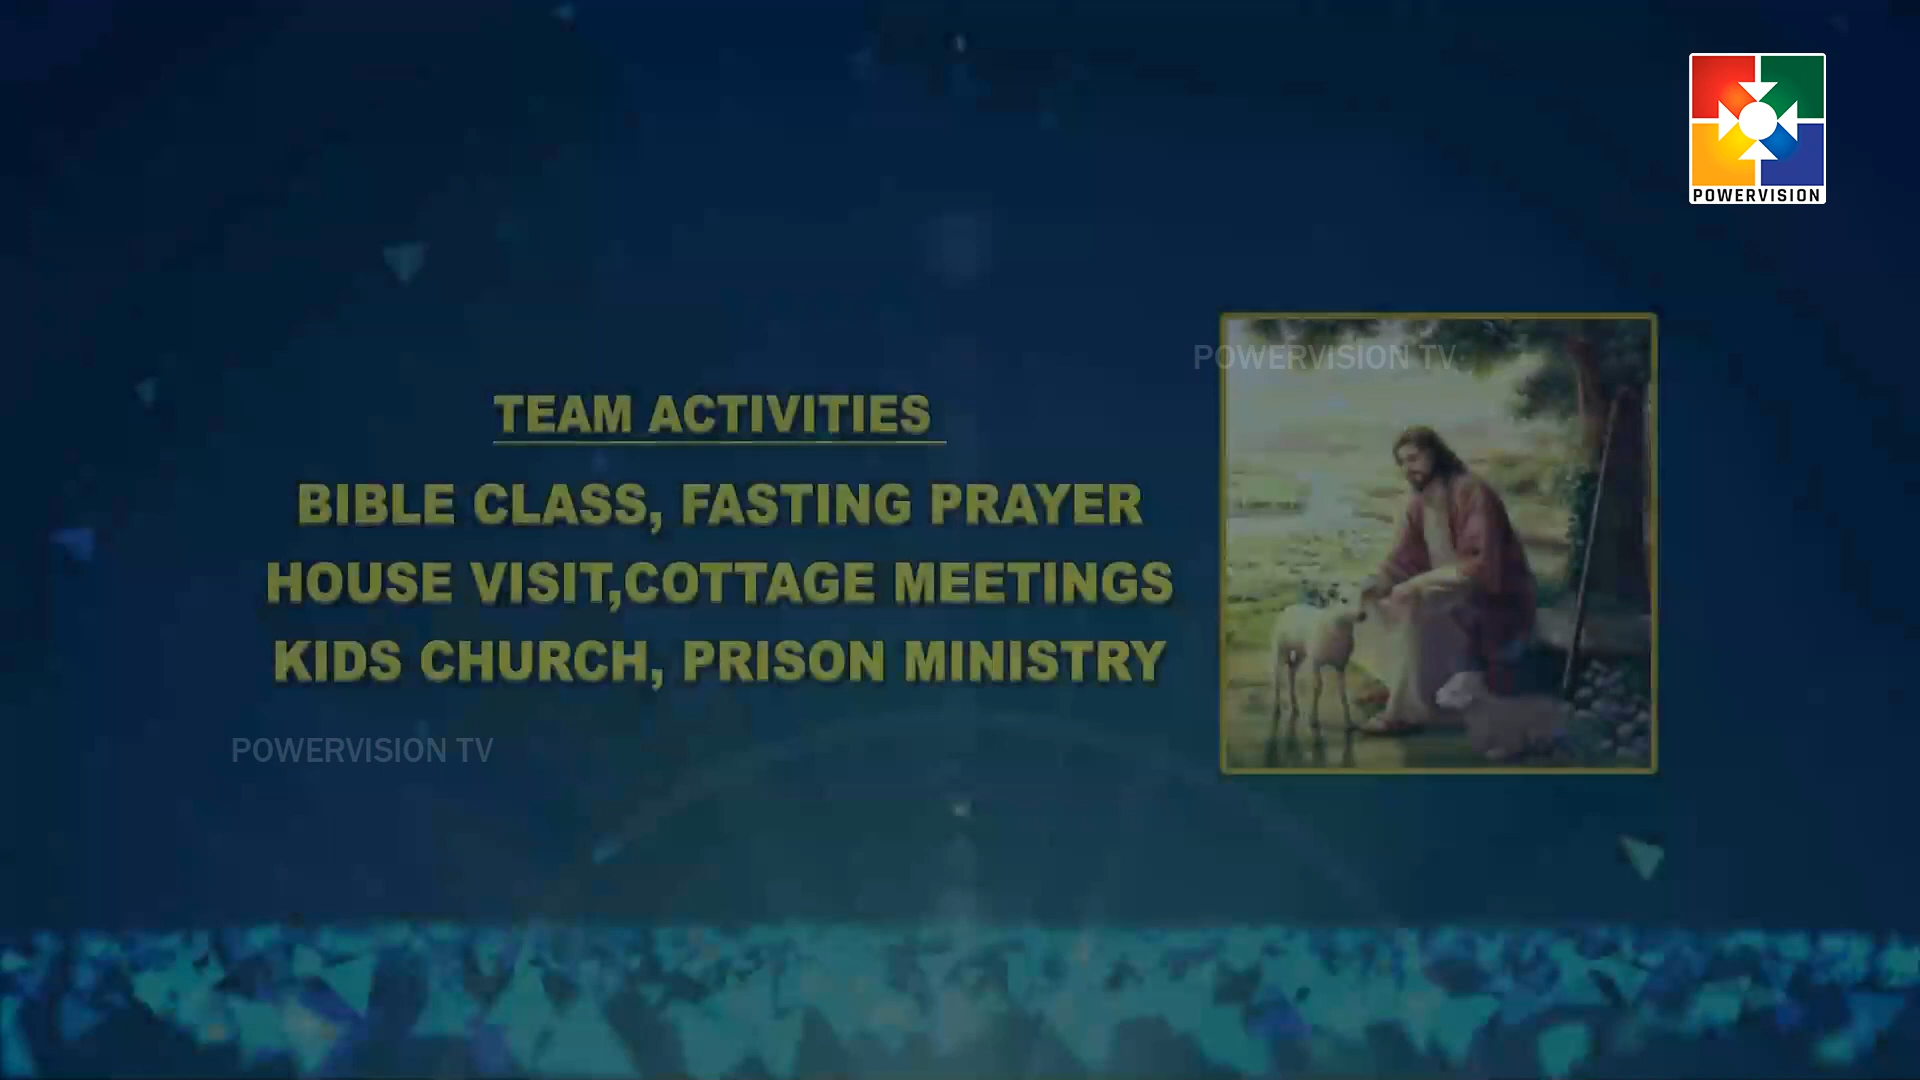 POWERVISION
POWERVISION TV
TEAM ACTIVITIES
BIBLE CLASS, FASTING PRAYER
HOUSE VISIT,COTTAGE MEETINGS
KIDS CHURCH, PRISON MINISTRY
POWERVISION TV